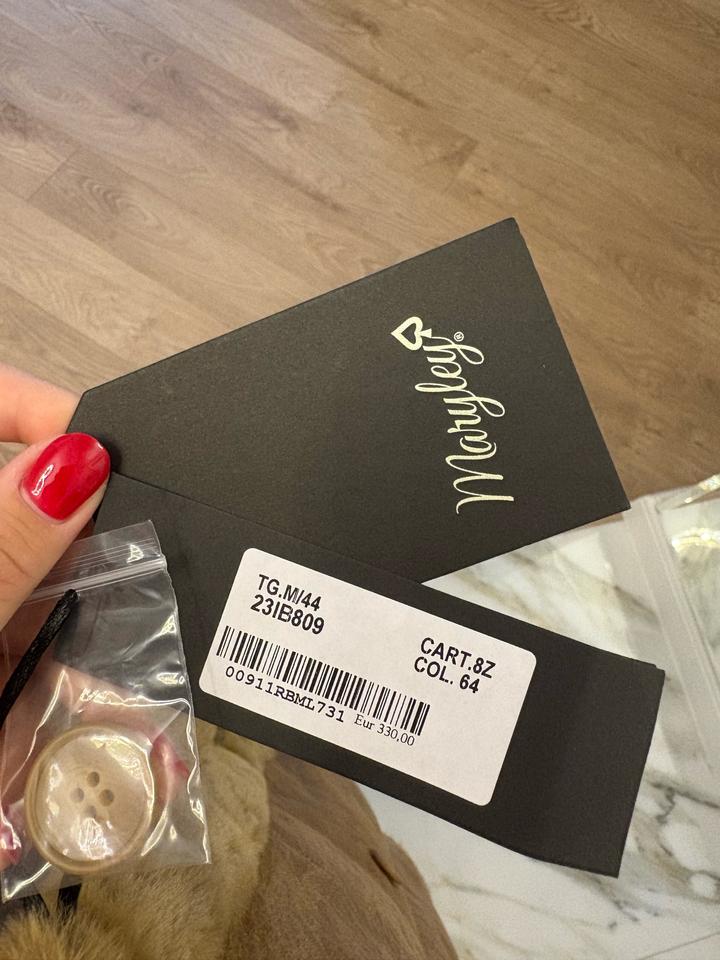 Maryley®
TG.M/44
23IB809
CART.8Z
COL. 64
00911RBML731
Eur 330,00